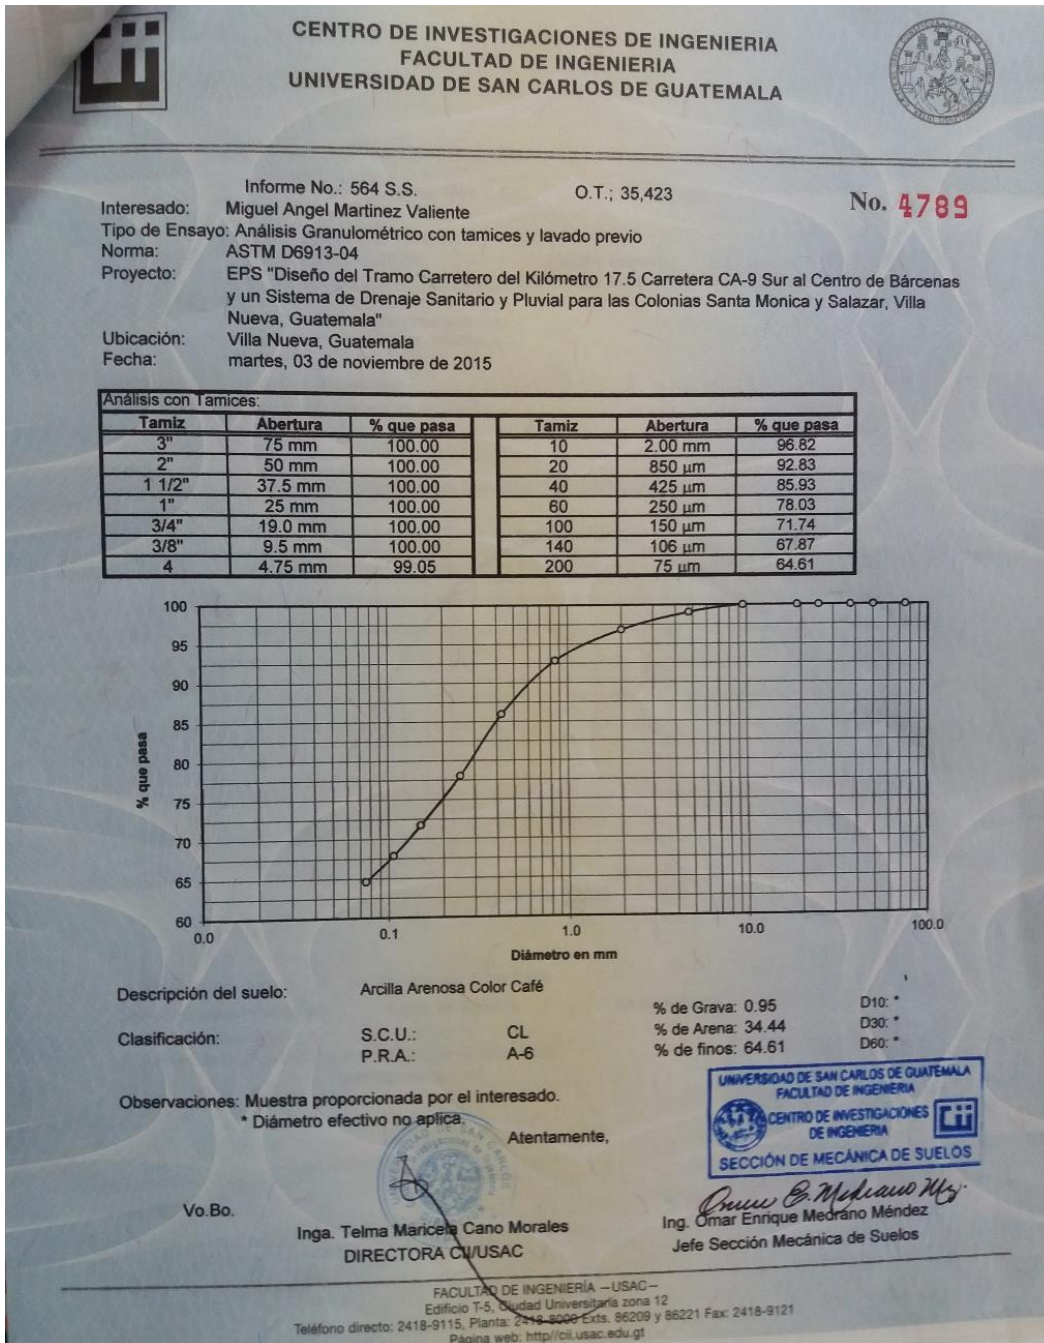 CENTRO DE INVESTIGACIONES DE INGENIERIA
FACULTAD DE INGENIERIA
UNIVERSIDAD DE SAN CARLOS DE GUATEMALA
Informe No.: 564 S.S. O.T.; 35,423 No. 4789
Interesado: Miguel Angel Martinez Valiente
Tipo de Ensayo: Análisis Granulométrico con tamices y lavado previo
Norma: ASTM D6913-04
Proyecto: EPS "Diseño del Tramo Carretero del Kilómetro 17.5 Carretera CA-9 Sur al Centro de Bárcenas
y un Sistema de Drenaje Sanitario y Pluvial para las Colonias Santa Monica y Salazar, Villa
Nueva, Guatemala"
Ubicación: Villa Nueva, Guatemala
Fecha: martes, 03 de noviembre de 2015
Análisis con Tamices:
Tamiz Abertura % que pasa Tamiz Abertura % que pasa
3" 75 mm 100.00 10 2.00 mm 96.82
2" 50 mm 100.00 20 850 µm 92.83
1 1/2" 37.5 mm 100.00 40 425 µm 85.93
1" 25 mm 100.00 60 250 µm 78.03
3/4" 19.0 mm 100.00 100 150 µm 71.74
3/8" 9.5 mm 100.00 140 106 µm 67.87
4 4.75 mm 99.05 200 75 µm 64.61
% que pasa
100
95
90
85
80
75
70
65
60
0.0 0.1 1.0 10.0 100.0
Diámetro en mm
Descripción del suelo: Arcilla Arenosa Color Café
% de Grava: 0.95 D10: *
Clasificación: S.C.U.: CL % de Arena: 34.44 D30: *
P.R.A.: A-6 % de finos: 64.61 D60: *
Observaciones: Muestra proporcionada por el interesado.
* Diámetro efectivo no aplica.
Atentamente,
UNIVERSIDAD DE SAN CARLOS DE GUATEMALA
FACULTAD DE INGENIERIA
CENTRO DE INVESTIGACIONES
DE INGENIERIA
SECCIÓN DE MECÁNICA DE SUELOS
Vo.Bo.
Inga. Telma Maricela Cano Morales
DIRECTORA CII/USAC
Ing. Omar Enrique Medrano Méndez
Jefe Sección Mecánica de Suelos
FACULTAD DE INGENIERÍA —USAC—
Edificio T-5, Ciudad Universitaria zona 12
Teléfono directo: 2418-9115, Planta: 2418-8000 Exts. 86209 y 86221 Fax: 2418-9121
Página web: http//cii.usac.edu.gt